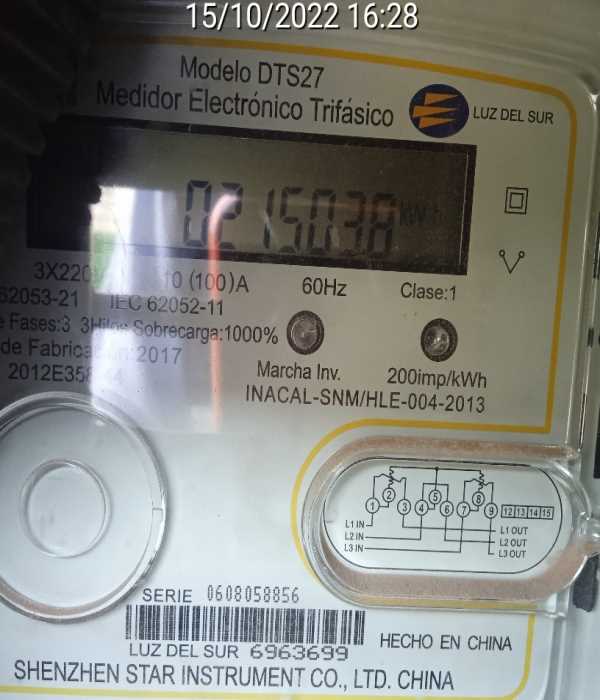 15/10/2022 16:28
Modelo DTS27
Medidor Electrónico Trifásico
LUZ DEL SUR
0215038 kWh
(100)A 60Hz Clase:1
62053-21 IEC 62052-11
Fases:3 3Hilos Sobrecarga:1000%
de Fabricación:2017
Marcha Inv. 200imp/kWh
INACAL-SNM/HLE-004-2013
2 5 8
1 3 4 6 7 9 12 13 14 15
L1 IN L1 OUT
L2 IN L2 OUT
L3 IN L3 OUT
SERIE 0608058856
LUZ DEL SUR 6963699
HECHO EN CHINA
SHENZHEN STAR INSTRUMENT CO., LTD. CHINA